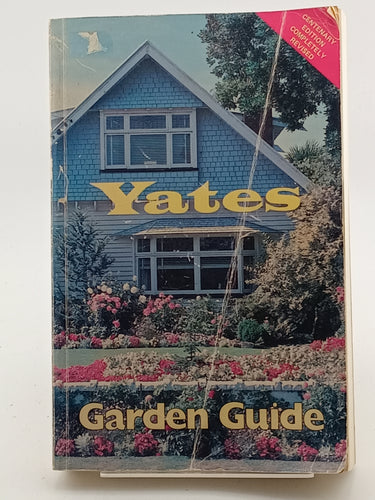 CENTENARY
EDITION
COMPLETELY
REVISED
Yates
Garden Guide